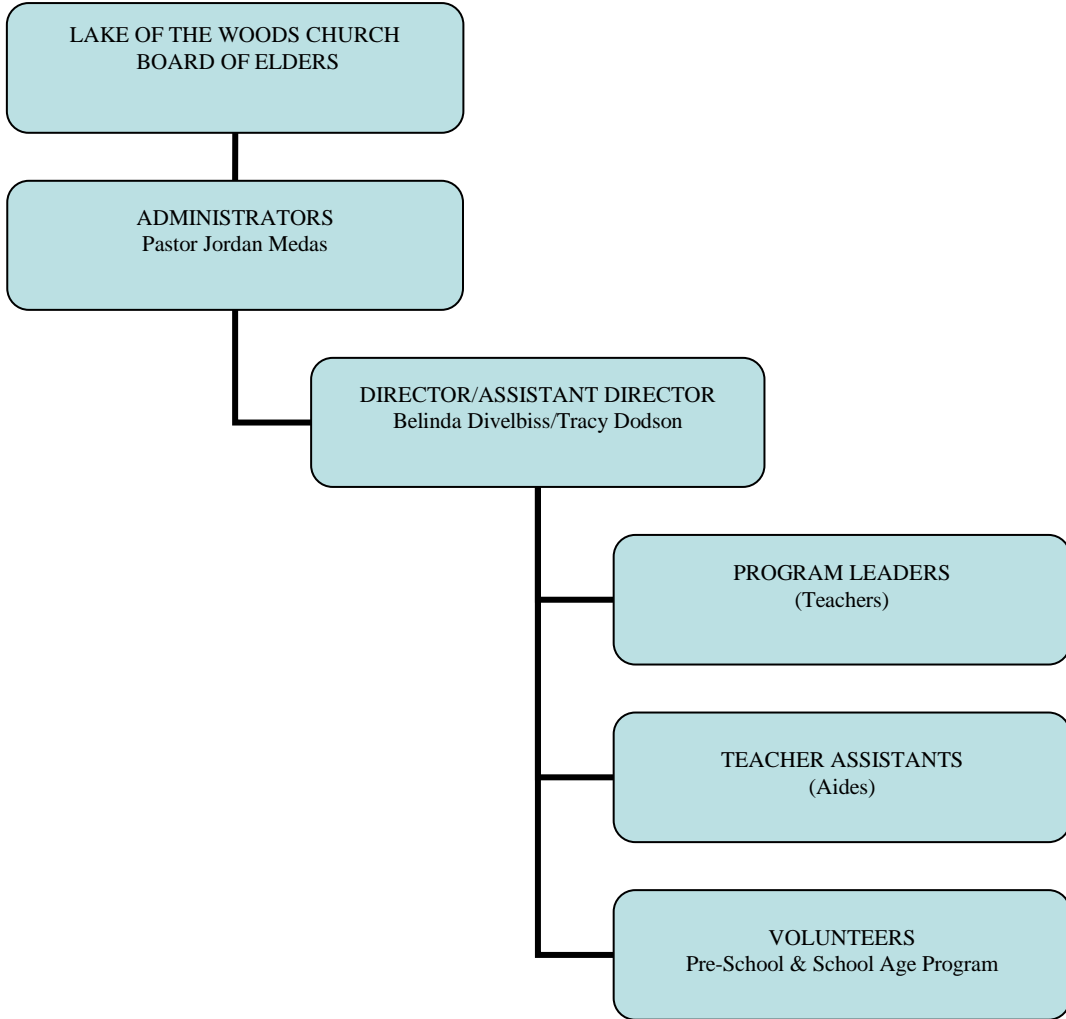 LAKE OF THE WOODS CHURCH
BOARD OF ELDERS
ADMINISTRATORS
Pastor Jordan Medas
DIRECTOR/ASSISTANT DIRECTOR
Belinda Divelbiss/Tracy Dodson
PROGRAM LEADERS
(Teachers)
TEACHER ASSISTANTS
(Aides)
VOLUNTEERS
Pre-School & School Age Program